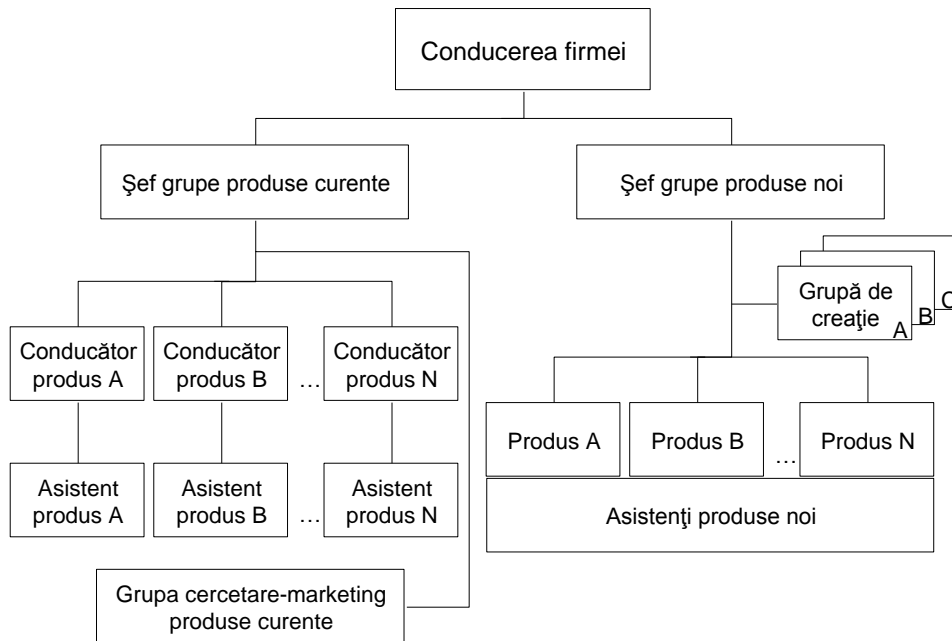 Conducerea firmei
Şef grupe produse curente
Şef grupe produse noi
Grupă de
creaţie
A
B
C
Conducător
produs A
Conducător
produs B
…
Conducător
produs N
Produs A
Produs B
…
Produs N
Asistent
produs A
Asistent
produs B
…
Asistent
produs N
Asistenţi produse noi
Grupa cercetare-marketing
produse curente